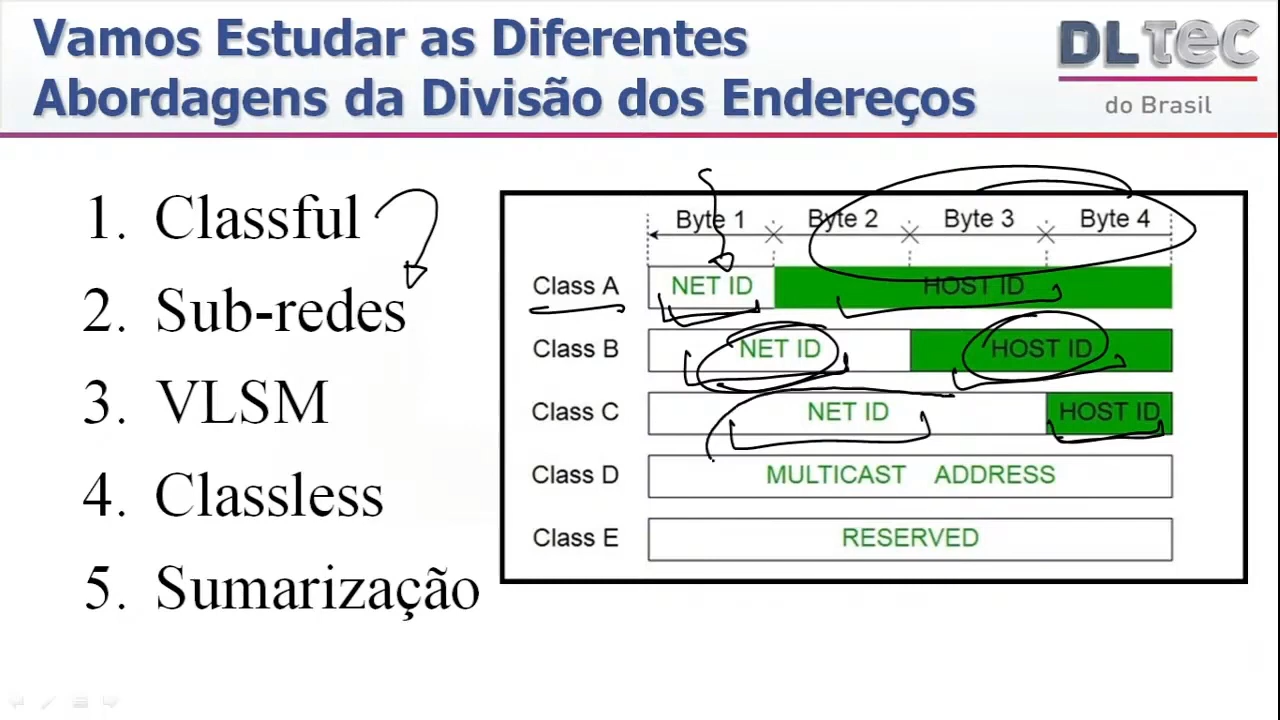 Vamos Estudar as Diferentes
Abordagens da Divisão dos Endereços
DLTEC
do Brasil
1. Classful
2. Sub-redes
3. VLSM
4. Classless
5. Sumarização
Byte 1 Byte 2 Byte 3 Byte 4
Class A NET ID HOST ID
Class B NET ID HOST ID
Class C NET ID HOST ID
Class D MULTICAST ADDRESS
Class E RESERVED